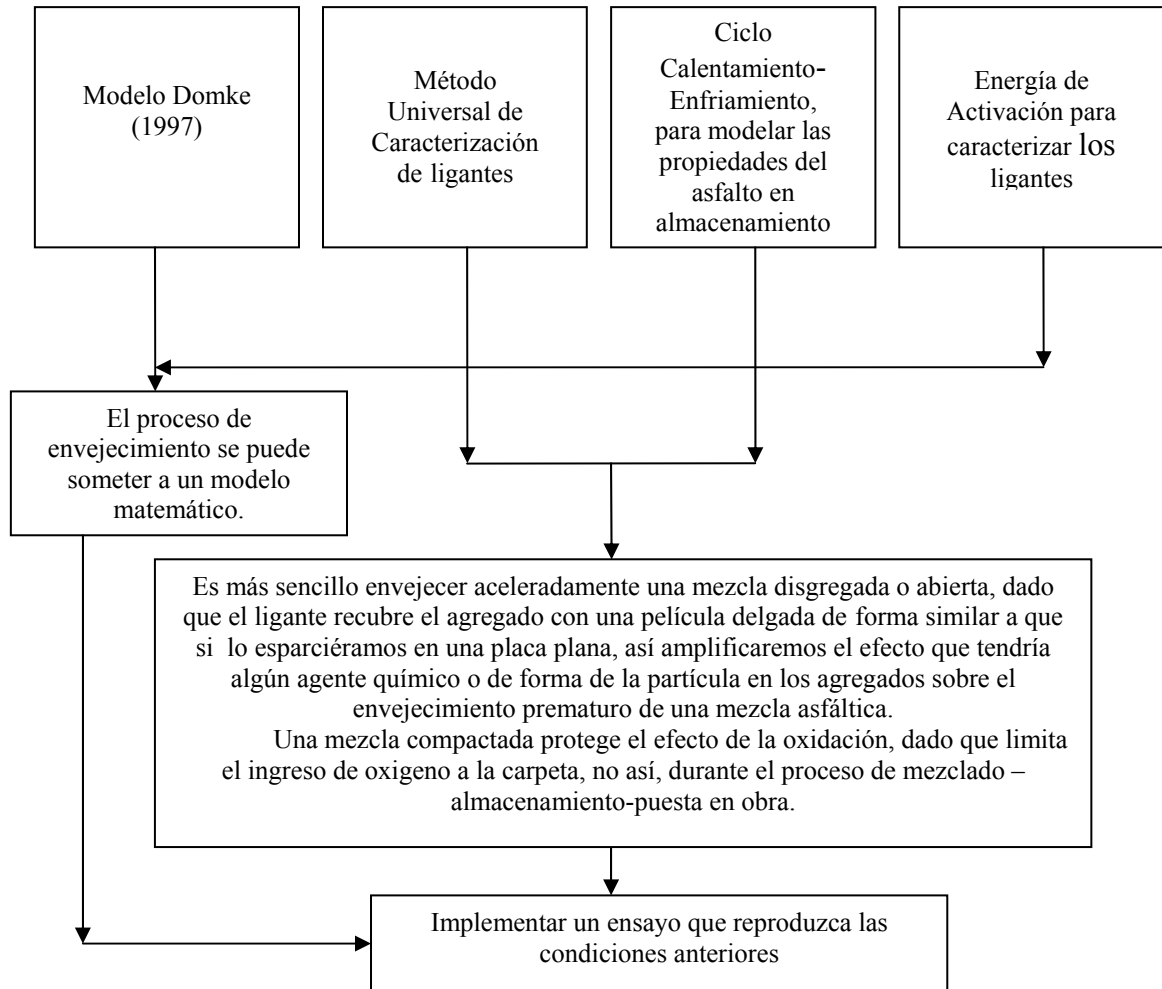 Modelo Domke
(1997)
Método
Universal de
Caracterización
de ligantes
Ciclo
Calentamiento-
Enfriamiento,
para modelar las
propiedades del
asfalto en
almacenamiento
Energía de
Activación para
caracterizar los
ligantes
El proceso de
envejecimiento se puede
someter a un modelo
matemático.
Es más sencillo envejecer aceleradamente una mezcla disgregada o abierta, dado
que el ligante recubre el agregado con una película delgada de forma similar a que
si lo esparciéramos en una placa plana, así amplificaremos el efecto que tendría
algún agente químico o de forma de la partícula en los agregados sobre el
envejecimiento prematuro de una mezcla asfáltica.
Una mezcla compactada protege el efecto de la oxidación, dado que limita
el ingreso de oxigeno a la carpeta, no así, durante el proceso de mezclado –
almacenamiento-puesta en obra.
Implementar un ensayo que reproduzca las
condiciones anteriores